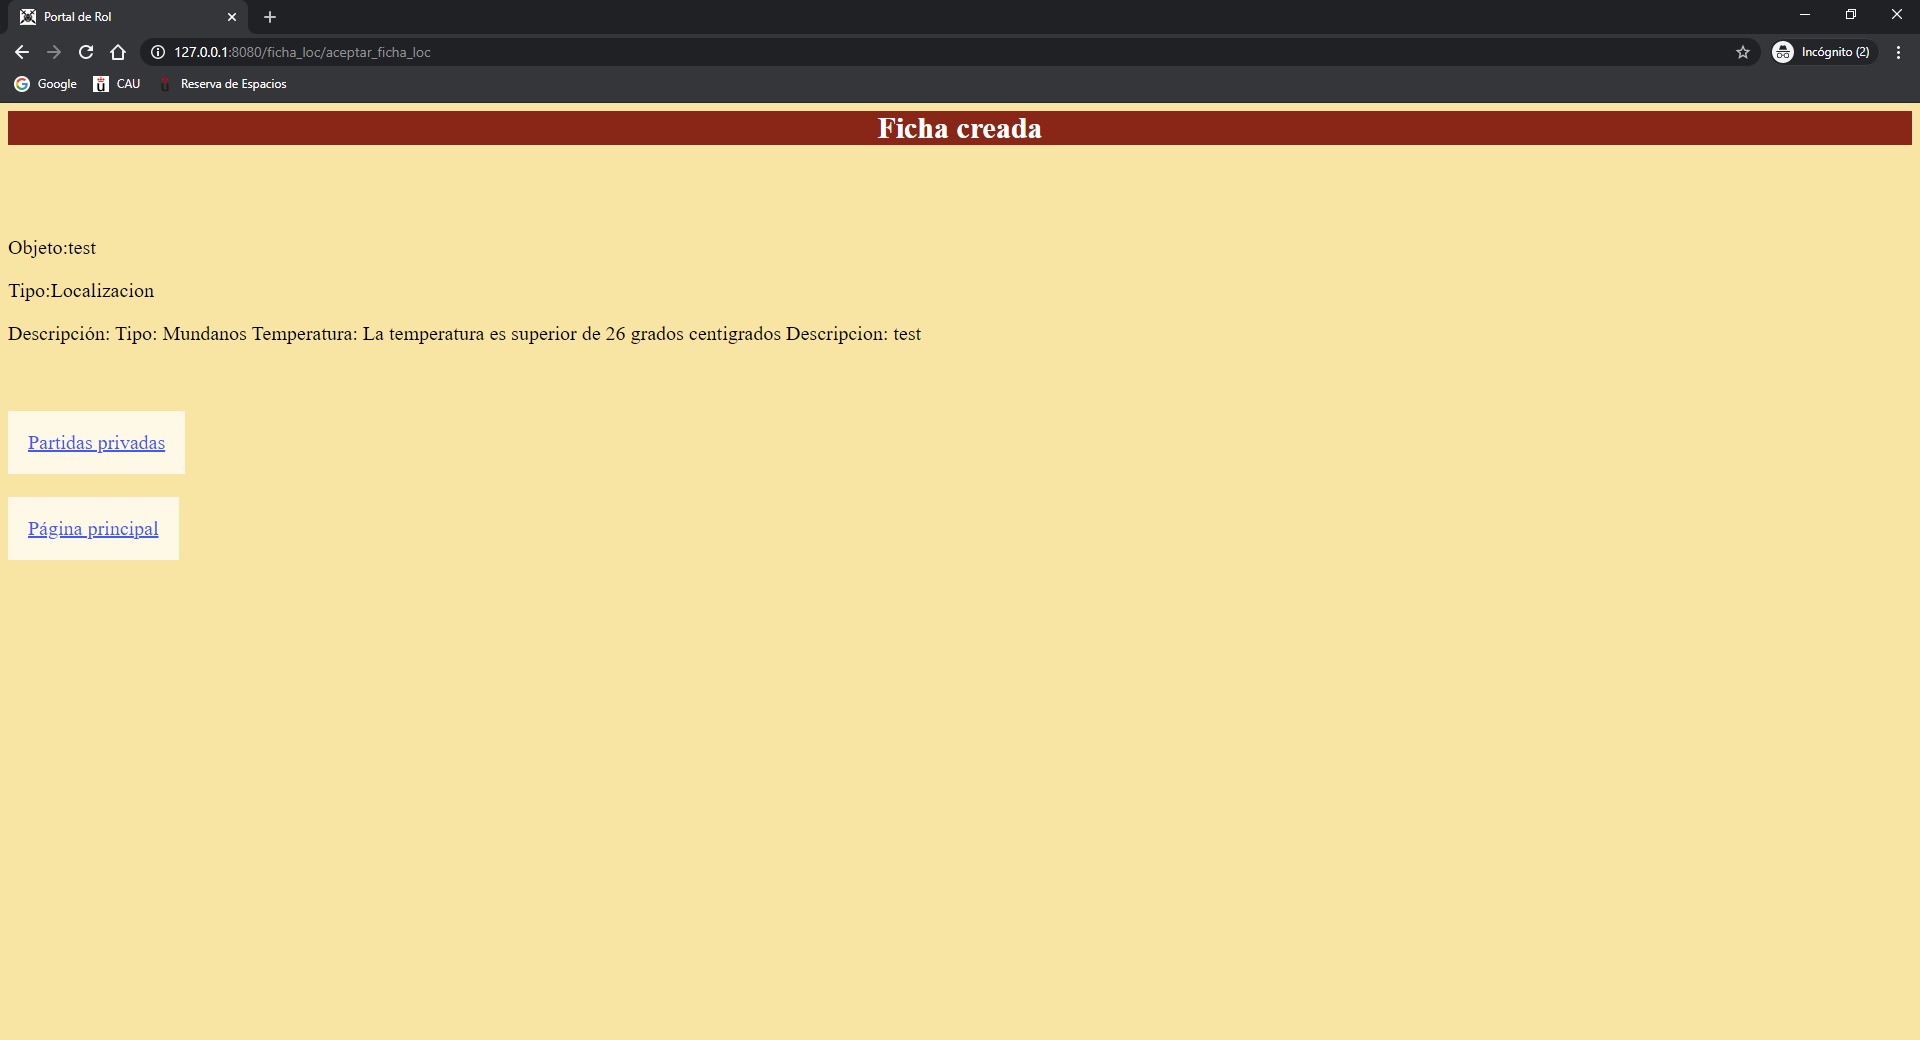 Portal de Rol
127.0.0.1:8080/ficha_loc/aceptar_ficha_loc
Incógnito (2)
Google CAU Reserva de Espacios
Ficha creada
Objeto:test
Tipo:Localizacion
Descripción: Tipo: Mundanos Temperatura: La temperatura es superior de 26 grados centigrados Descripcion: test
Partidas privadas
Página principal